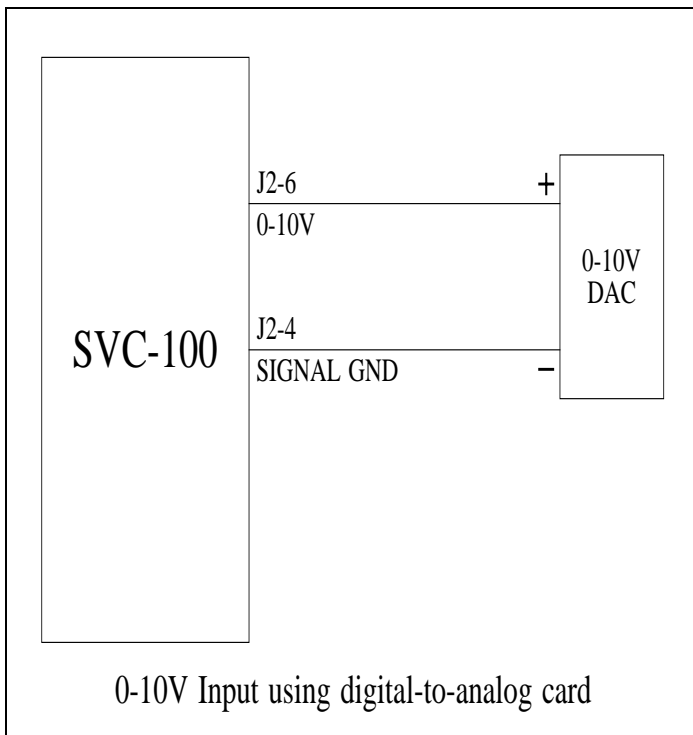 J2-6
+
0-10V
0-10V
DAC
SVC-100
J2-4
SIGNAL GND
−
0-10V Input using digital-to-analog card